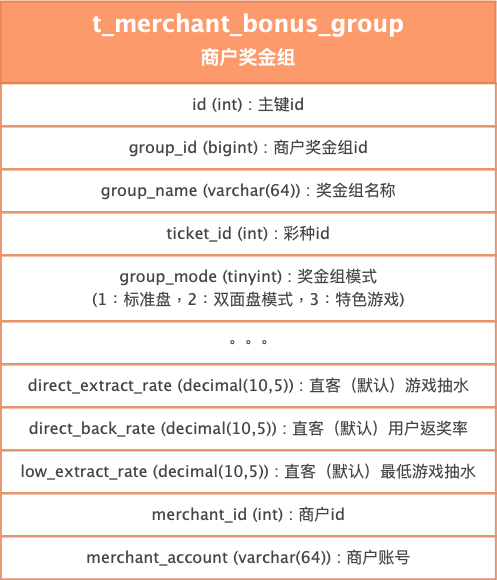 t_merchant_bonus_group
商户奖金组
id (int)：主键id
group_id (bigint)：商户奖金组id
group_name (varchar(64))：奖金组名称
ticket_id (int)：彩种id
group_mode (tinyint)：奖金组模式
(1：标准盘，2：双面盘模式，3：特色游戏)
。。。
direct_extract_rate (decimal(10,5))：直客（默认）游戏抽水
direct_back_rate (decimal(10,5))：直客（默认）用户返奖率
low_extract_rate (decimal(10,5))：直客（默认）最低游戏抽水
merchant_id (int)：商户id
merchant_account (varchar(64))：商户账号